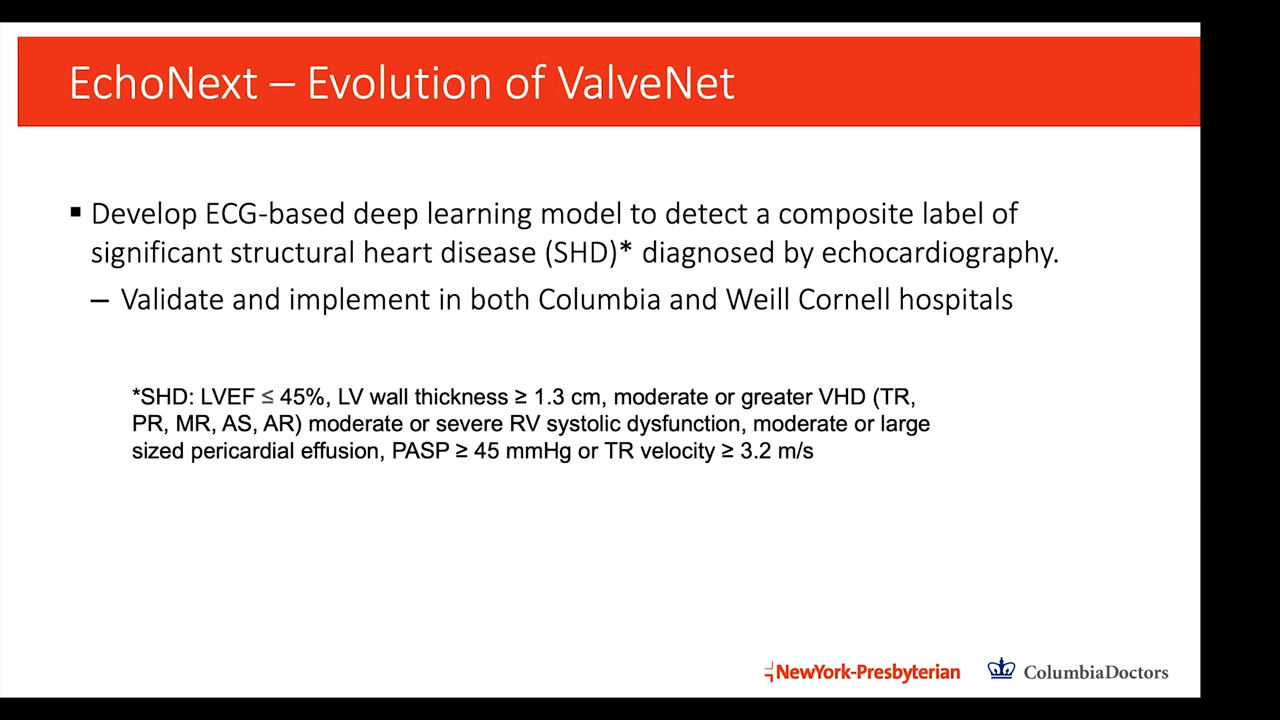 EchoNext – Evolution of ValveNet
▪ Develop ECG-based deep learning model to detect a composite label of
significant structural heart disease (SHD)* diagnosed by echocardiography.
– Validate and implement in both Columbia and Weill Cornell hospitals
*SHD: LVEF ≤ 45%, LV wall thickness ≥ 1.3 cm, moderate or greater VHD (TR,
PR, MR, AS, AR) moderate or severe RV systolic dysfunction, moderate or large
sized pericardial effusion, PASP ≥ 45 mmHg or TR velocity ≥ 3.2 m/s
NewYork-Presbyterian ColumbiaDoctors